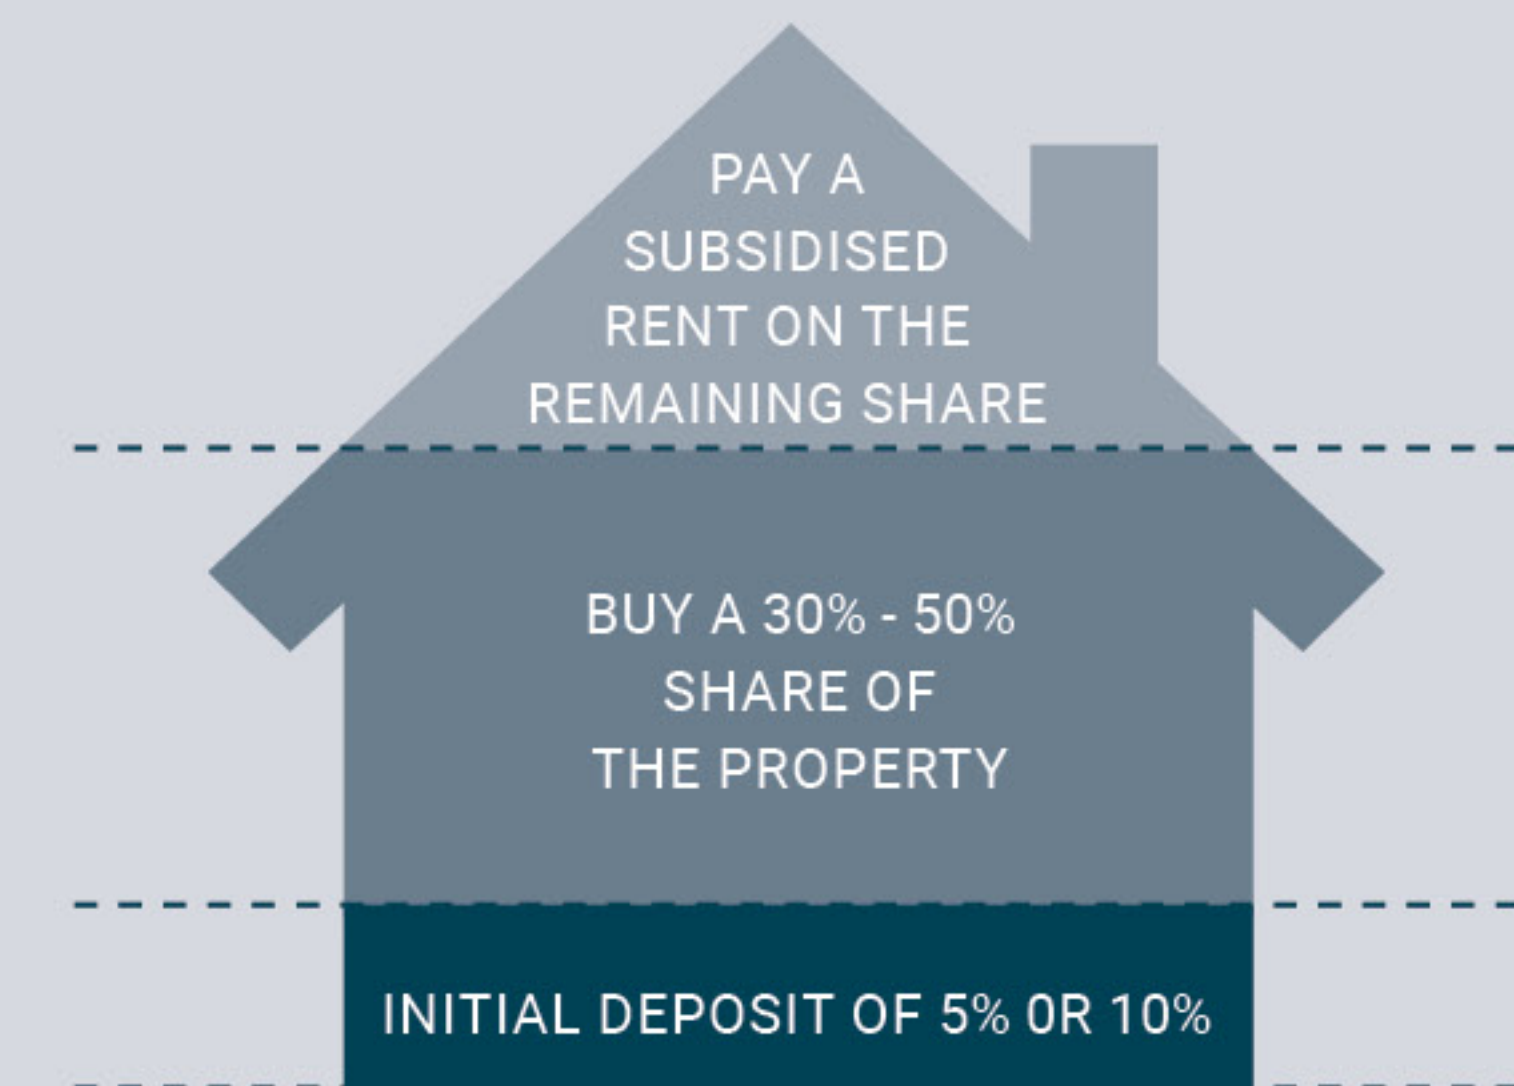 PAY A
SUBSIDISED
RENT ON THE
REMAINING SHARE
BUY A 30% - 50%
SHARE OF
THE PROPERTY
INITIAL DEPOSIT OF 5% 0R 10%